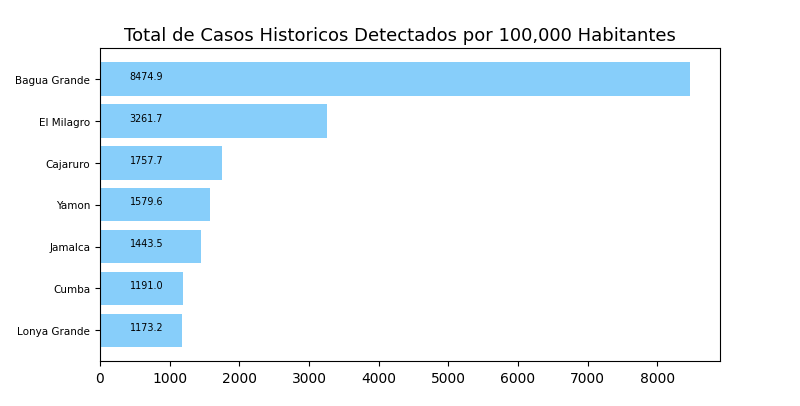 Total de Casos Historicos Detectados por 100,000 Habitantes
Bagua Grande 8474.9
El Milagro 3261.7
Cajaruro 1757.7
Yamon 1579.6
Jamalca 1443.5
Cumba 1191.0
Lonya Grande 1173.2
0 1000 2000 3000 4000 5000 6000 7000 8000